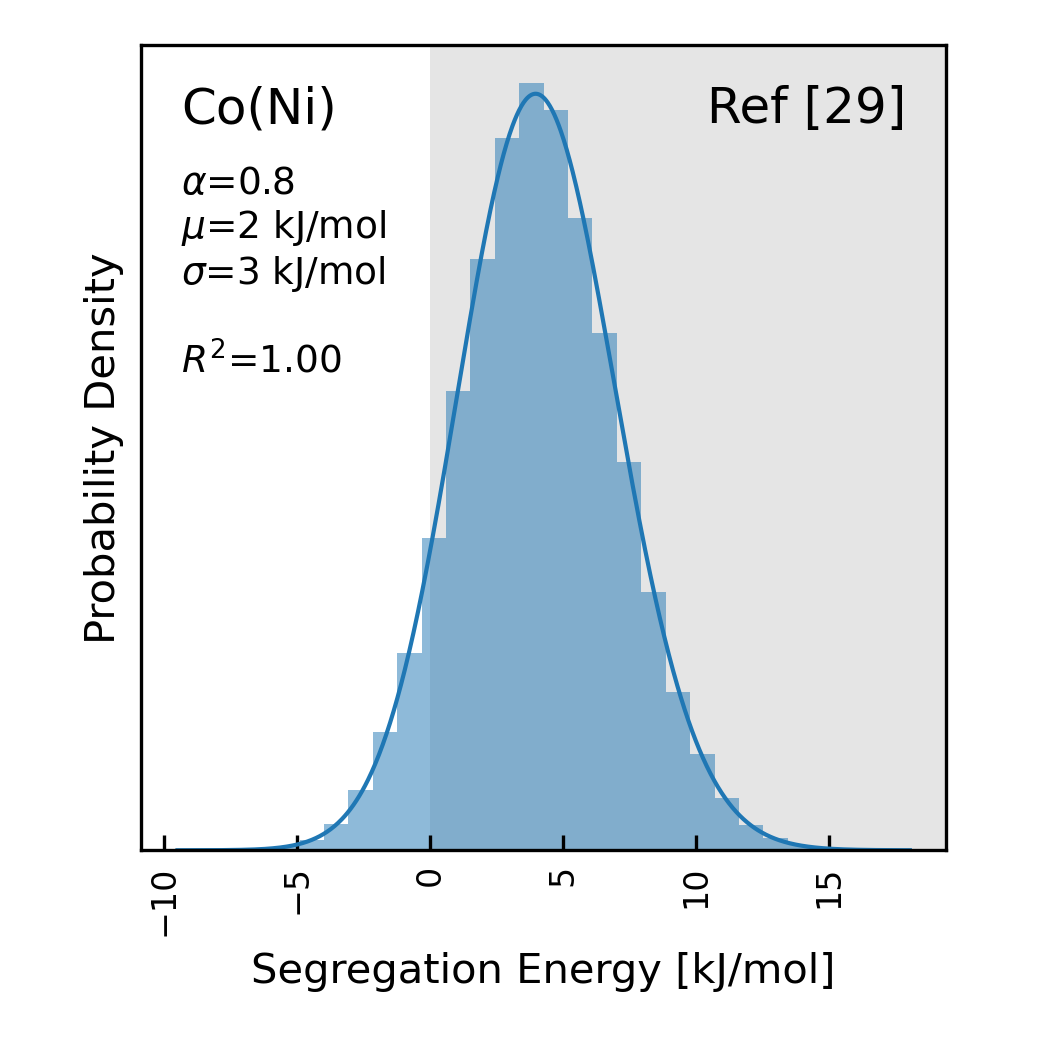 Co(Ni)
Ref [29]
α=0.8
μ=2 kJ/mol
σ=3 kJ/mol
R²=1.00
Probability Density
−10
−5
0
5
10
15
Segregation Energy [kJ/mol]